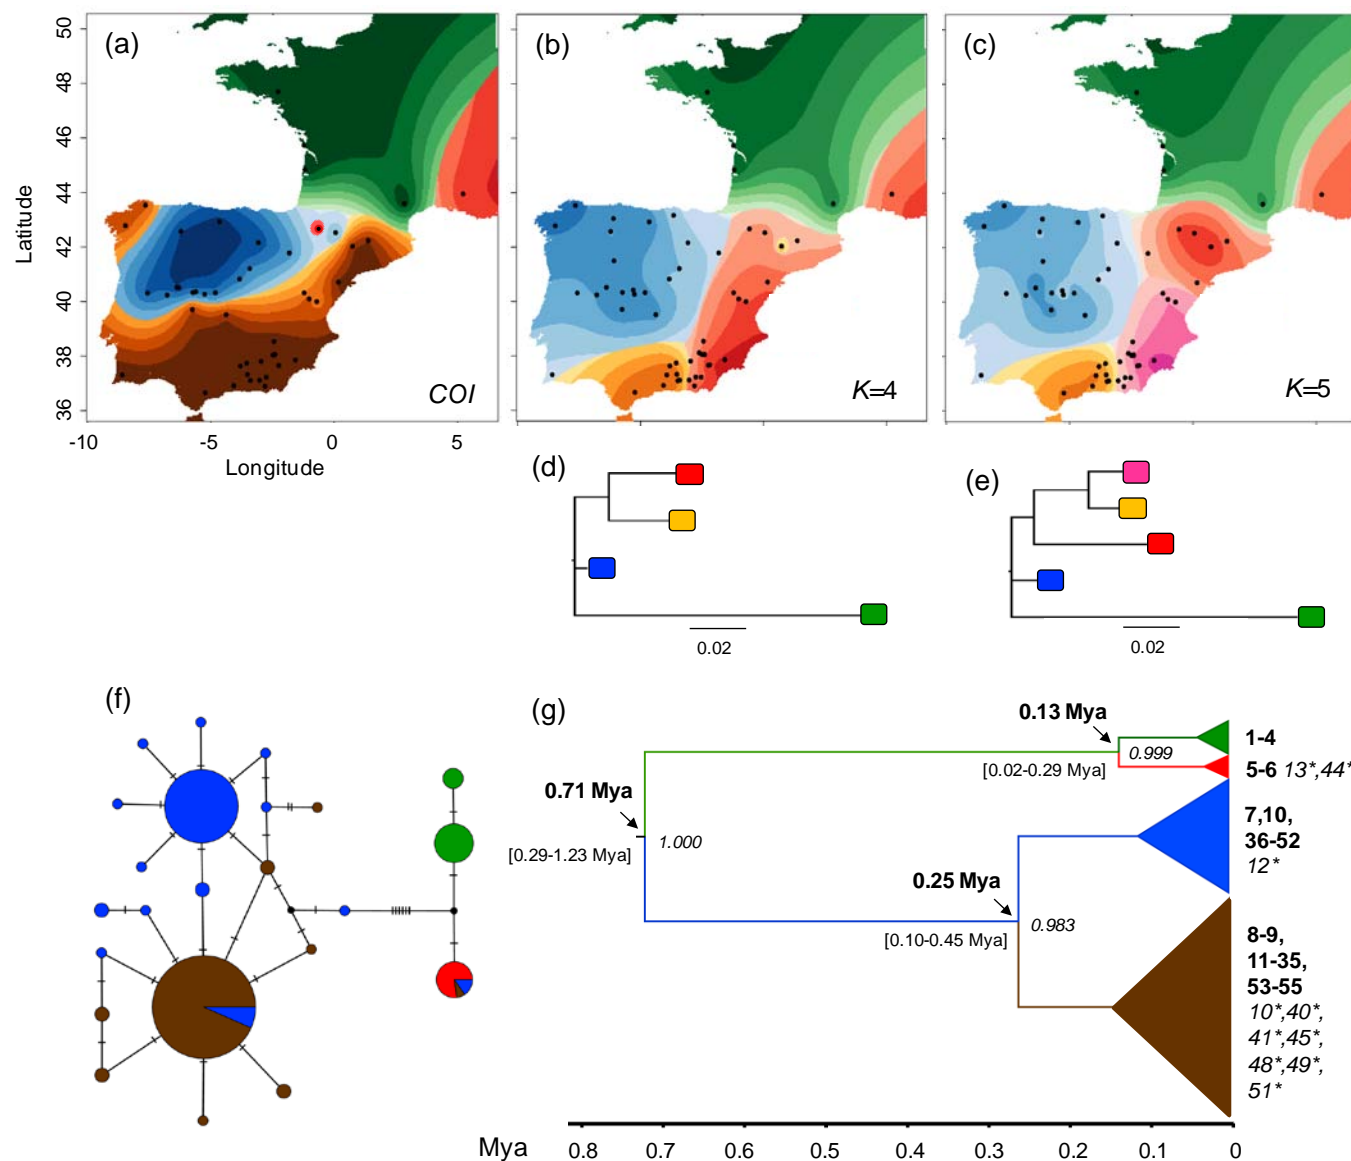 (a)
(b)
(c)
50
48
46
44
42
40
38
36
Latitude
COI
K=4
K=5
-10
-5
0
5
Longitude
(d)
(e)
0.02
0.02
(f)
(g)
0.13 Mya
1-4
0.999
[0.02-0.29 Mya]
5-6 13*,44*
0.71 Mya
7,10,
36-52
12*
1.000
[0.29-1.23 Mya]
0.25 Mya
0.983
[0.10-0.45 Mya]
8-9,
11-35,
53-55
10*,40*,
41*,45*,
48*,49*,
51*
Mya
0.8
0.7
0.6
0.5
0.4
0.3
0.2
0.1
0